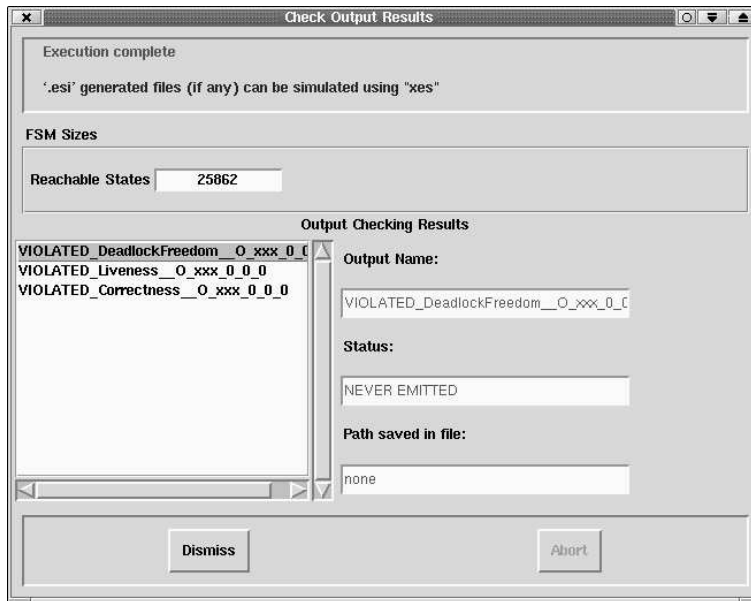 Check Output Results
Execution complete
'.esi' generated files (if any) can be simulated using "xes"
FSM Sizes
Reachable States 25862
Output Checking Results
VIOLATED_DeadlockFreedom__O_xxx_0_0
VIOLATED_Liveness__O_xxx_0_0_0
VIOLATED_Correctness__O_xxx_0_0_0
Output Name:
VIOLATED_DeadlockFreedom__O_xxx_0_0
Status:
NEVER EMITTED
Path saved in file:
none
Dismiss
Abort